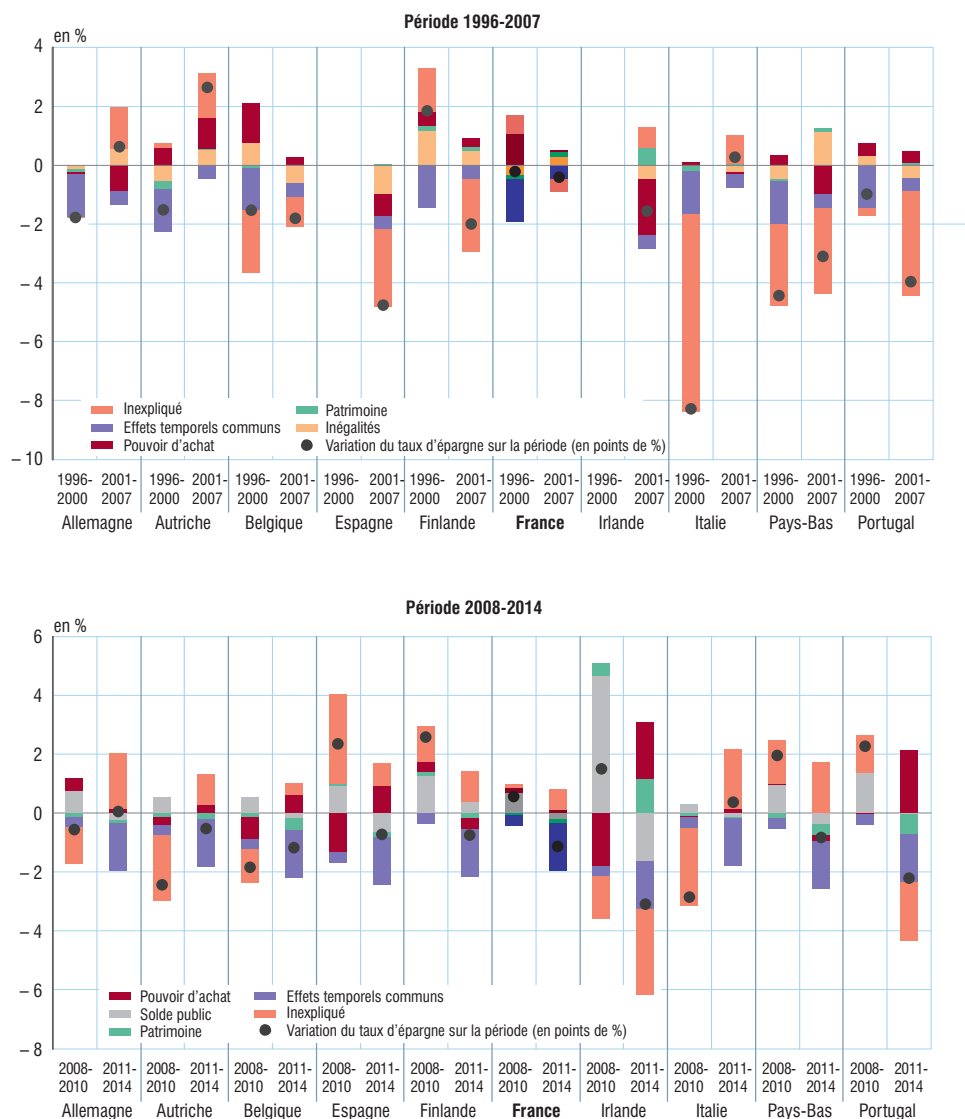 Période 1996-2007
en %
4
2
0
– 2
– 4
– 6
– 8
– 10
Inexpliqué
Effets temporels communs
Pouvoir d'achat
Patrimoine
Inégalités
Variation du taux d'épargne sur la période (en points de %)
1996- 2001- 1996- 2001- 1996- 2001- 1996- 2001- 1996- 2001- 1996- 2001- 1996- 2001- 1996- 2001- 1996- 2001- 1996- 2001-
2000 2007 2000 2007 2000 2007 2000 2007 2000 2007 2000 2007 2000 2007 2000 2007 2000 2007 2000 2007
Allemagne Autriche Belgique Espagne Finlande France Irlande Italie Pays-Bas Portugal
Période 2008-2014
en %
6
4
2
0
– 2
– 4
– 6
– 8
Pouvoir d'achat
Solde public
Patrimoine
Effets temporels communs
Inexpliqué
Variation du taux d'épargne sur la période (en points de %)
2008- 2011- 2008- 2011- 2008- 2011- 2008- 2011- 2008- 2011- 2008- 2011- 2008- 2011- 2008- 2011- 2008- 2011- 2008- 2011-
2010 2014 2010 2014 2010 2014 2010 2014 2010 2014 2010 2014 2010 2014 2010 2014 2010 2014 2010 2014
Allemagne Autriche Belgique Espagne Finlande France Irlande Italie Pays-Bas Portugal